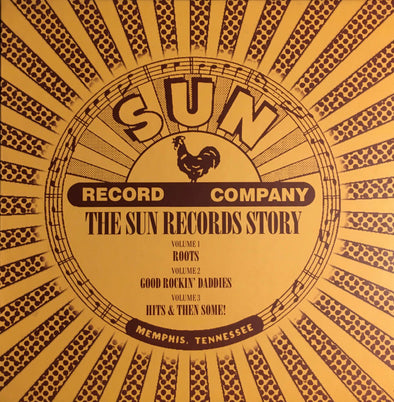 SUN
RECORD COMPANY
THE SUN RECORDS STORY
VOLUME 1
ROOTS
VOLUME 2
GOOD ROCKIN' DADDIES
VOLUME 3
HITS & THEN SOME!
MEMPHIS, TENNESSEE